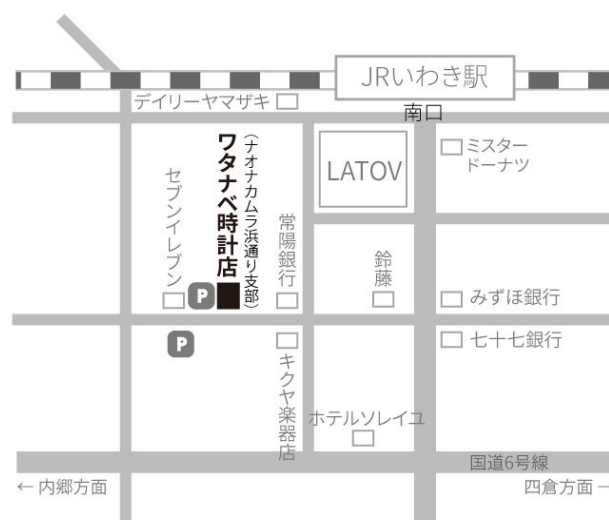 JRいわき駅
デイリーヤマザキ
南口
ミスター
ドーナツ
LATOV
セブンイレブン
ワタナベ時計店
(ナオナカムラ浜通り支部)
常陽銀行
鈴藤
P
みずほ銀行
P
七十七銀行
キクヤ楽器店
ホテルソレイユ
国道6号線
← 内郷方面
四倉方面 →